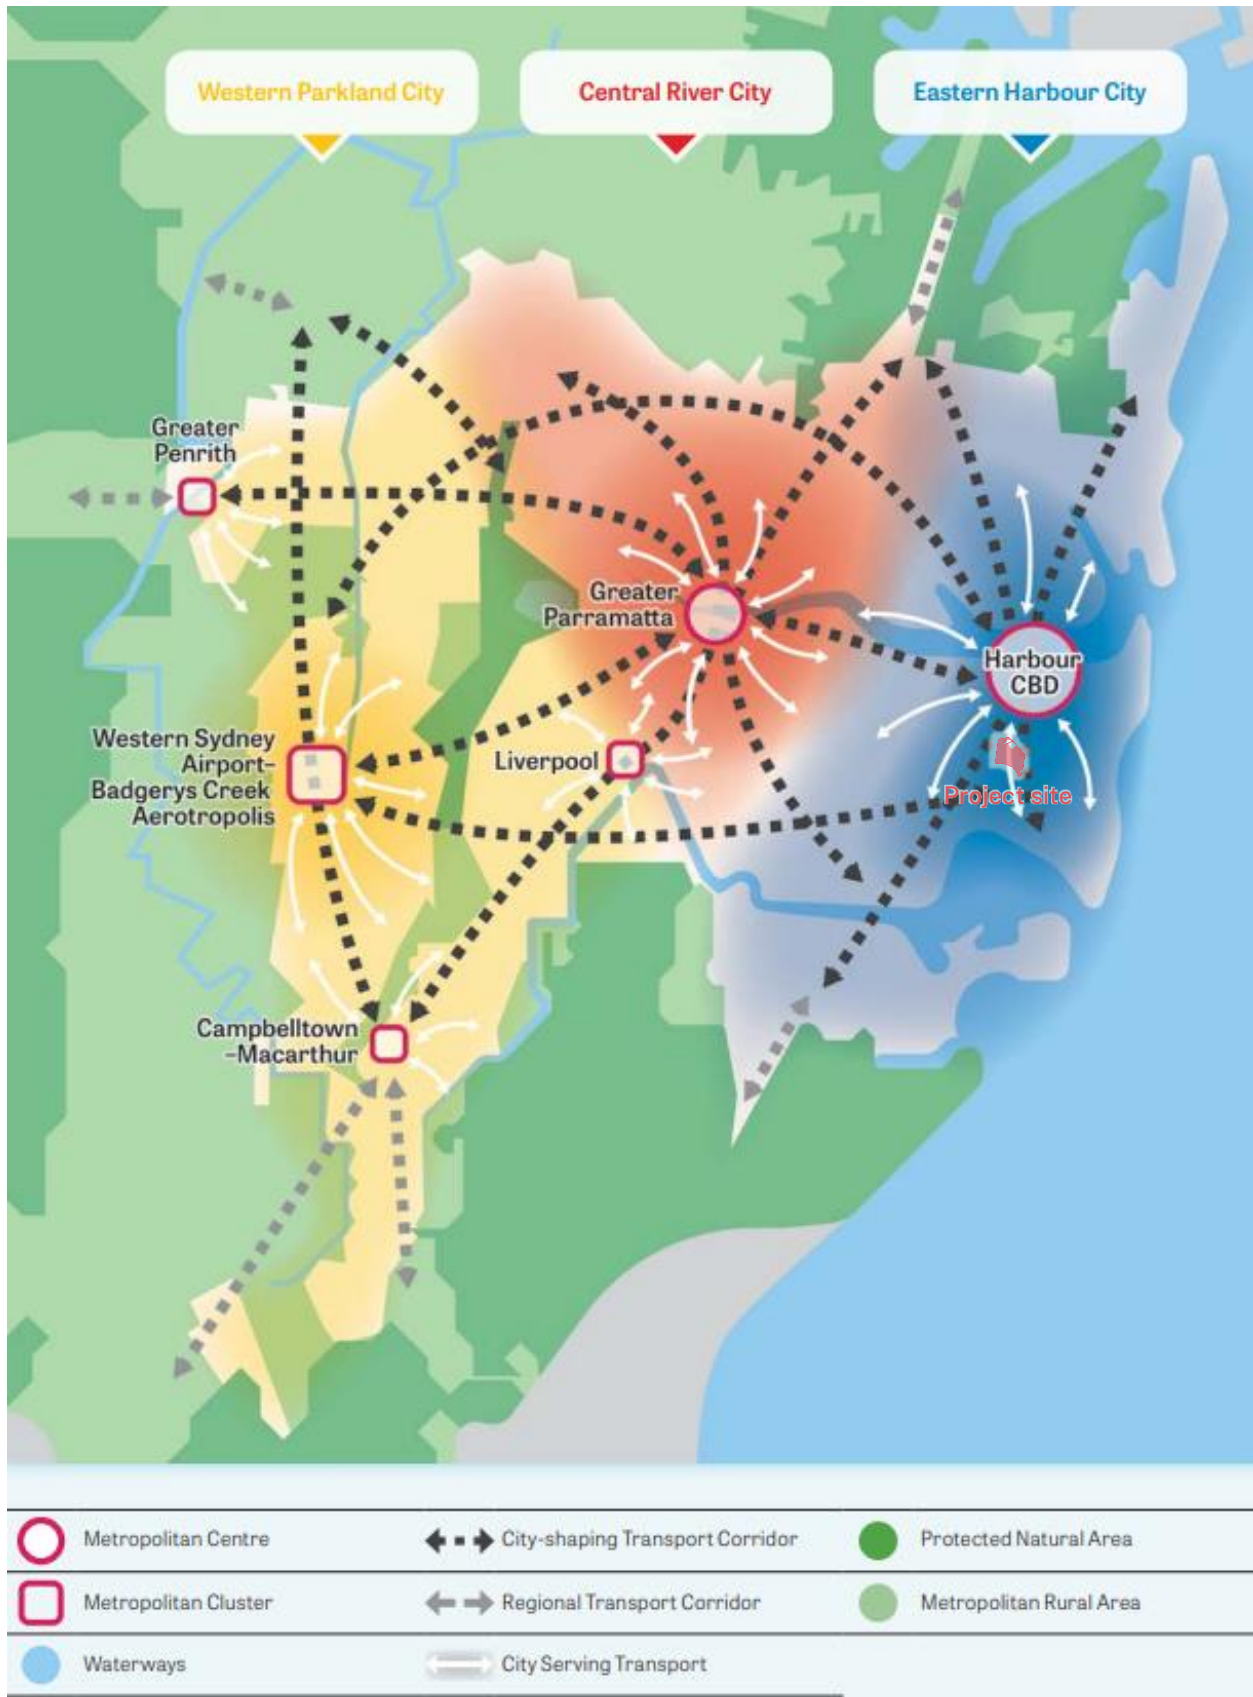 Western Parkland City
Central River City
Eastern Harbour City
Greater
Penrith
Greater
Parramatta
Harbour
CBD
Western Sydney
Airport–
Badgerys Creek
Aerotropolis
Liverpool
Project site
Campbelltown
–Macarthur
Metropolitan Centre
City-shaping Transport Corridor
Protected Natural Area
Metropolitan Cluster
Regional Transport Corridor
Metropolitan Rural Area
Waterways
City Serving Transport